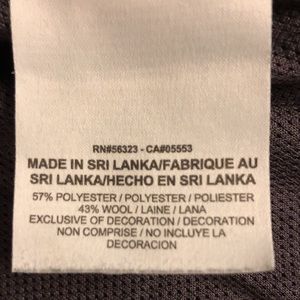 RN#56323 - CA#05553
MADE IN SRI LANKA/FABRIQUE AU
SRI LANKA/HECHO EN SRI LANKA
57% POLYESTER / POLYESTER / POLIESTER
43% WOOL / LAINE / LANA
EXCLUSIVE OF DECORATION / DECORATION
NON COMPRISE / NO INCLUYE LA
DECORACION